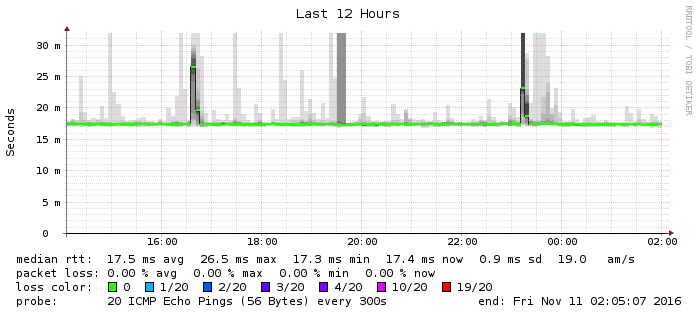 Last 12 Hours
RRDTOOL / TOBI OETIKER
Seconds
30 m
25 m
20 m
15 m
10 m
5 m
0
16:00 18:00 20:00 22:00 00:00 02:00
median rtt: 17.5 ms avg 26.5 ms max 17.3 ms min 17.4 ms now 0.9 ms sd 19.0 am/s
packet loss: 0.00 % avg 0.00 % max 0.00 % min 0.00 % now
loss color: 0 1/20 2/20 3/20 4/20 10/20 19/20
probe: 20 ICMP Echo Pings (56 Bytes) every 300s end: Fri Nov 11 02:05:07 2016